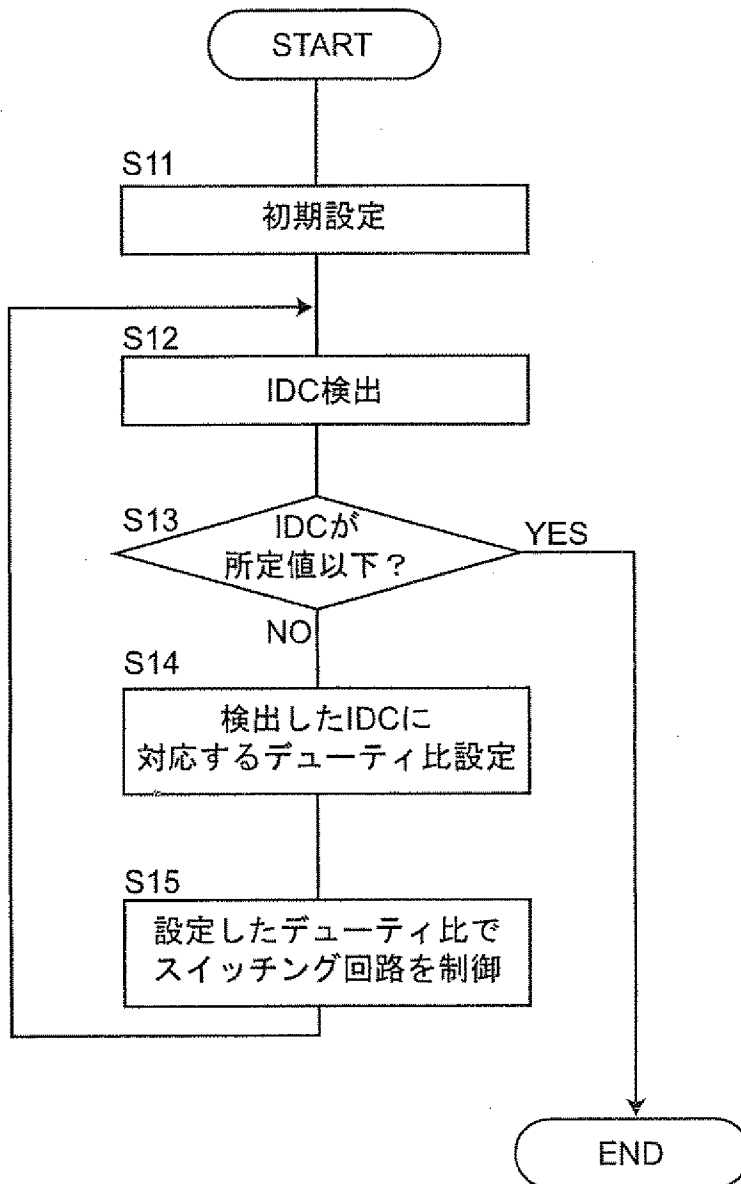 START
S11
初期設定
S12
IDC検出
S13
IDCが
所定値以下？
YES
NO
S14
検出したIDCに
対応するデューティ比設定
S15
設定したデューティ比で
スイッチング回路を制御
END